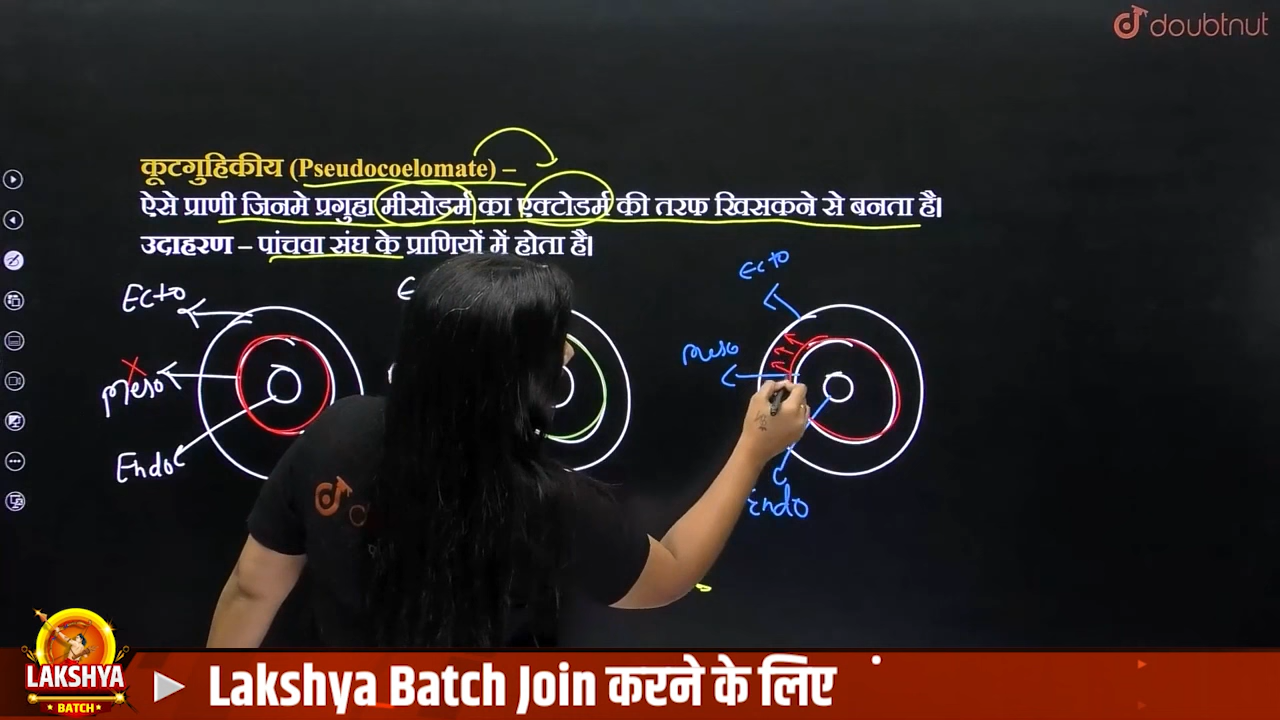 doubtnut
कूटगुहिकीय (Pseudocoelomate) –
ऐसे प्राणी जिनमे प्रगुहा मीसोडर्म का एक्टोडर्म की तरफ खिसकने से बनता है।
उदाहरण – पांचवा संघ के प्राणियों में होता है।
Ecto
Meso
Endo
Ecto
Meso
Endo
LAKSHYA
BATCH
Lakshya Batch Join करने के लिए